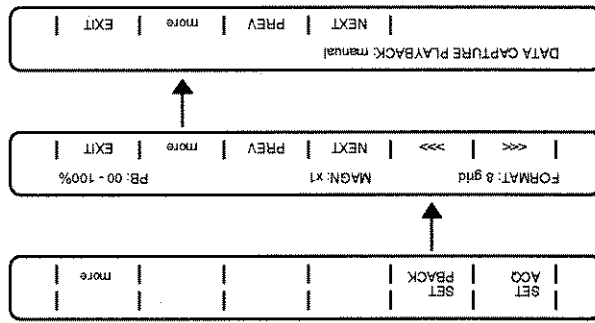 SET SET
ACQ PBACK more
FORMAT: 8 grid MAGN: x1 PB: 00 - 100%
<<< >>> NEXT PREV more EXIT
DATA CAPTURE PLAYBACK: manual
NEXT PREV more EXIT